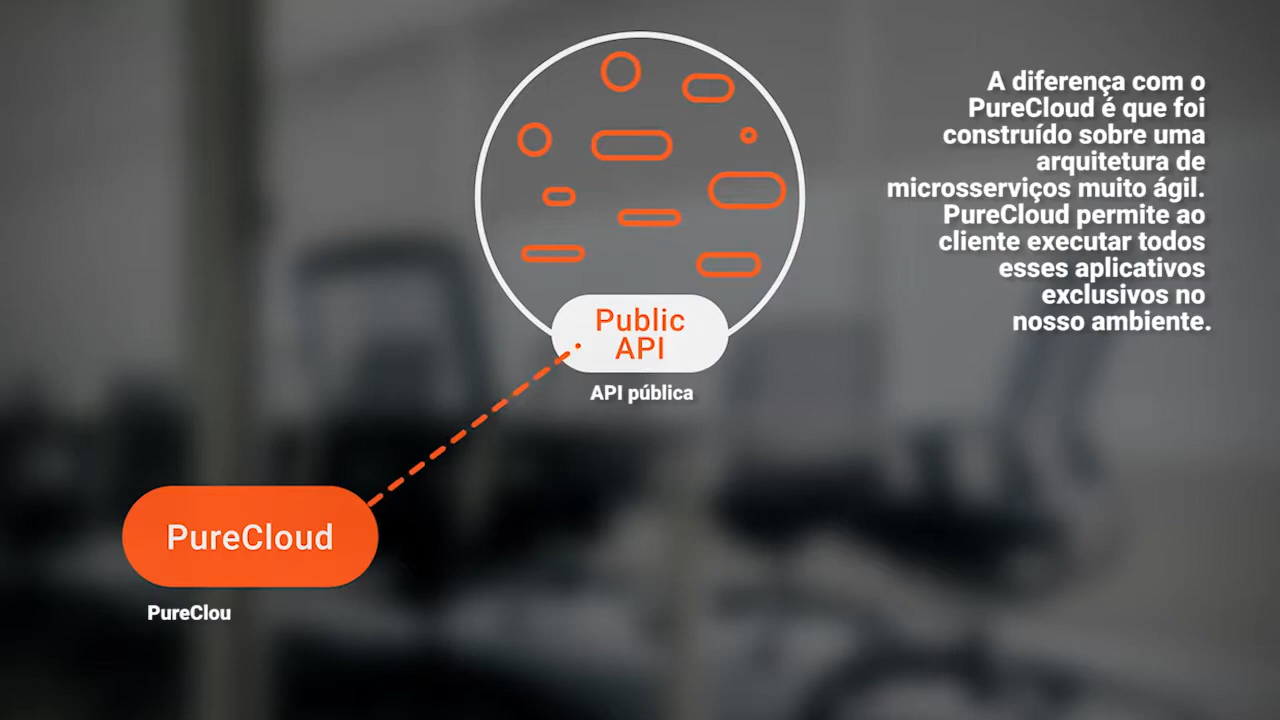 A diferença com o
PureCloud é que foi
construído sobre uma
arquitetura de
microsserviços muito ágil.
PureCloud permite ao
cliente executar todos
esses aplicativos
exclusivos no
nosso ambiente.
Public
API
API pública
PureCloud
PureClou